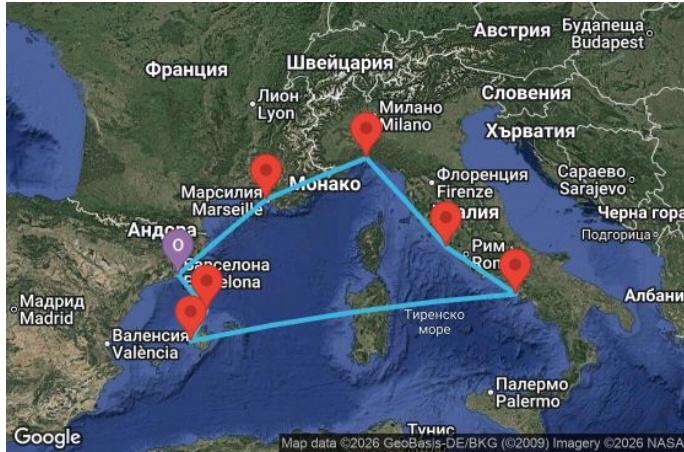 Австрия
Будапеща
Budapest
Швейцария
Франция
Словения
Лион
Lyon
Милано
Milano
Хърватия
Марсилия
Marseille
Монако
Флоренция
Firenze
Сараево
Sarajevo
Андора
О
Черна гора
Подгорица
Рим
Барселона
Мадрид
Madrid
Албани
Валенсия
València
Тиренско
море
Палермо
Palermo
Тунис
Google
Map data ©2026 GeoBasis-DE/BKG (©2009) Imagery ©2026 NASA